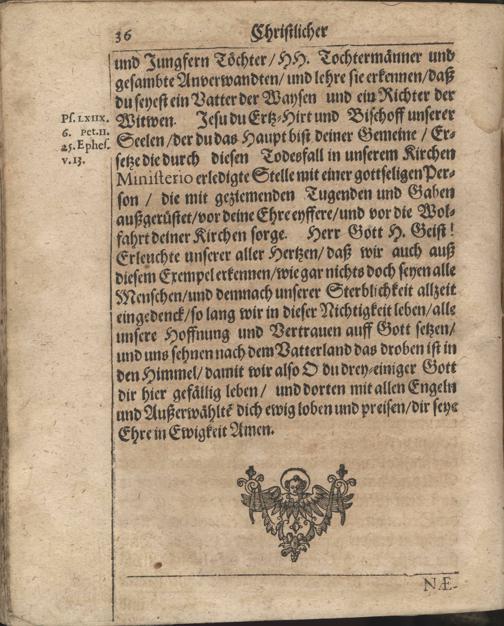 36 Christlicher
und Jungfern Töchter / HH. Tochtermänner und
gesambte Anverwandten / und lehre sie erkennen / daß
du seyest ein Vatter der Waysen und ein Richter der
Witwen. Jesu du Ertz-Hirt und Bischoff unserer
Seelen / der du das Haupt bist deiner Gemeine / Er-
setze die durch diesen Todesfall in unserem Kirchen
Ministerio erledigte Stelle mit einer gottseligen Per-
son / die mit geziemenden Tugenden und Gaben
außgerüstet / vor deine Ehre eyffere / und vor die Wol-
fahrt deiner Kirchen sorge. Herr Gott H. Geist!
Erleuchte unserer aller Hertzen / daß wir auch auß
diesem Exempel erkennen / wie gar nichts doch seyen alle
Menschen / und demnach unserer Sterblichkeit allzeit
eingedenck / so lang wir in dieser Nichtigkeit leben / alle
unsere Hoffnung und Vertrauen auff Gott setzen /
und uns sehnen nach dem Vatterland das droben ist in
den Himmel / damit wir also O du drey-einiger Gott
dir hier gefällig leben / und dorten mit allen Engeln
und Außerwähltẽ dich ewig loben und preisen / dir seye
Ehre in Ewigkeit Amen.
Ps. LXIIX.
6. Pet. II.
25. Ephes.
v. 13.
NÆ-